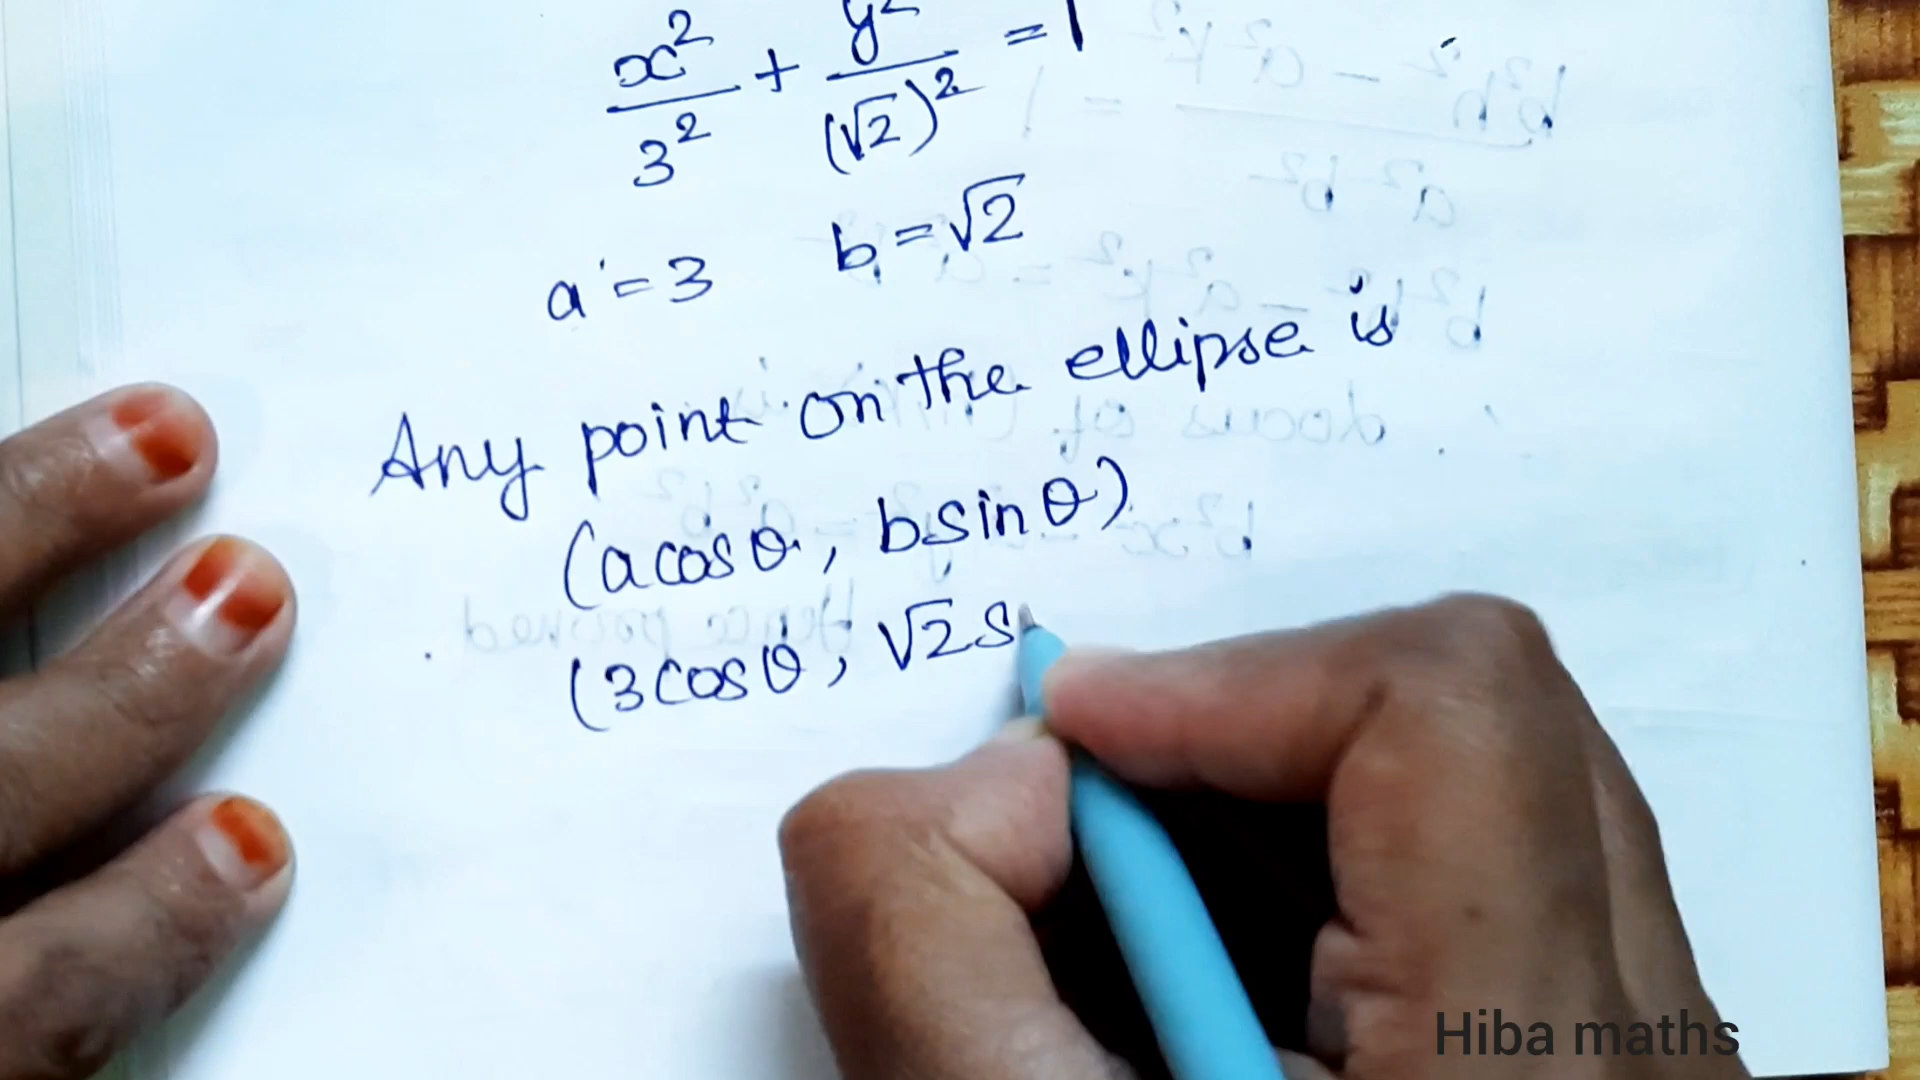 x²/3² + y²/(√2)² = 1
a = 3 b = √2
Any point on the ellipse is
(a cos θ, b sin θ)
(3 cos θ, √2 s
Hiba maths